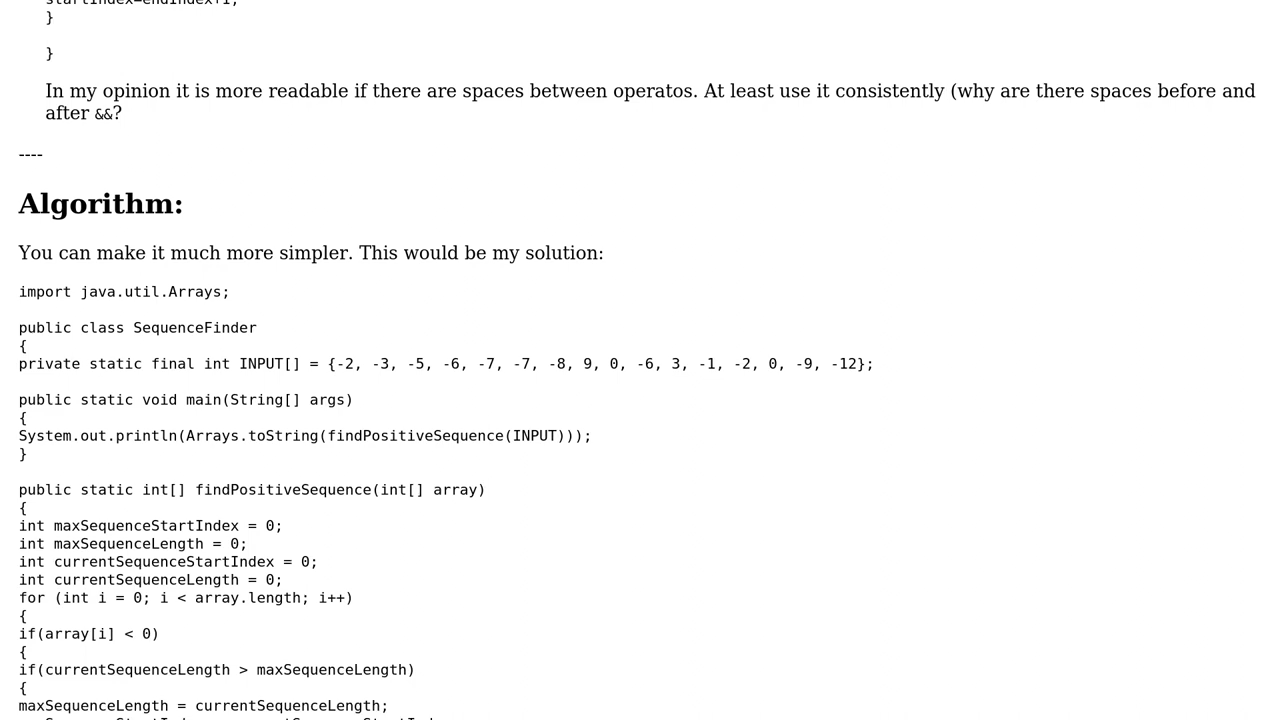 }
}
In my opinion it is more readable if there are spaces between operatos. At least use it consistently (why are there spaces before and
after &&?
----
Algorithm:
You can make it much more simpler. This would be my solution:
import java.util.Arrays;
public class SequenceFinder
{
private static final int INPUT[] = {-2, -3, -5, -6, -7, -7, -8, 9, 0, -6, 3, -1, -2, 0, -9, -12};
public static void main(String[] args)
{
System.out.println(Arrays.toString(findPositiveSequence(INPUT)));
}
public static int[] findPositiveSequence(int[] array)
{
int maxSequenceStartIndex = 0;
int maxSequenceLength = 0;
int currentSequenceStartIndex = 0;
int currentSequenceLength = 0;
for (int i = 0; i < array.length; i++)
{
if(array[i] < 0)
{
if(currentSequenceLength > maxSequenceLength)
{
maxSequenceLength = currentSequenceLength;